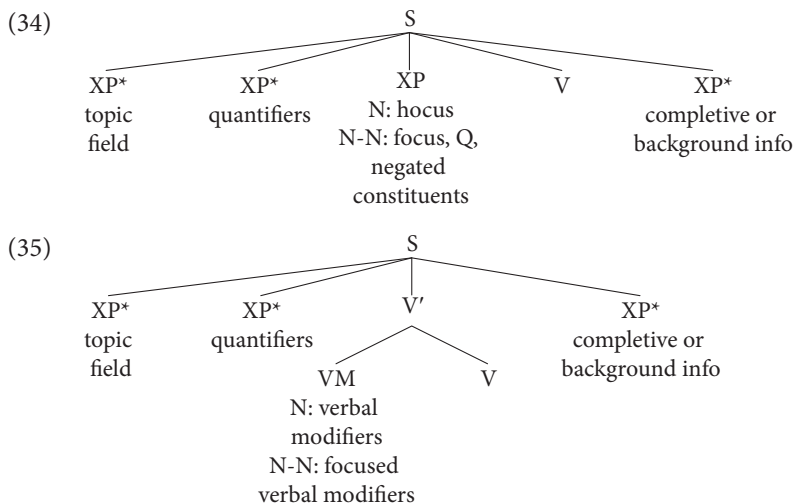 (34) S
XP* XP* XP V XP*
topic quantifiers N: hocus completive or
field N-N: focus, Q, background info
negated
constituents
(35) S
XP* XP* V′ XP*
topic quantifiers completive or
field background info
VM V
N: verbal
modifiers
N-N: focused
verbal modifiers